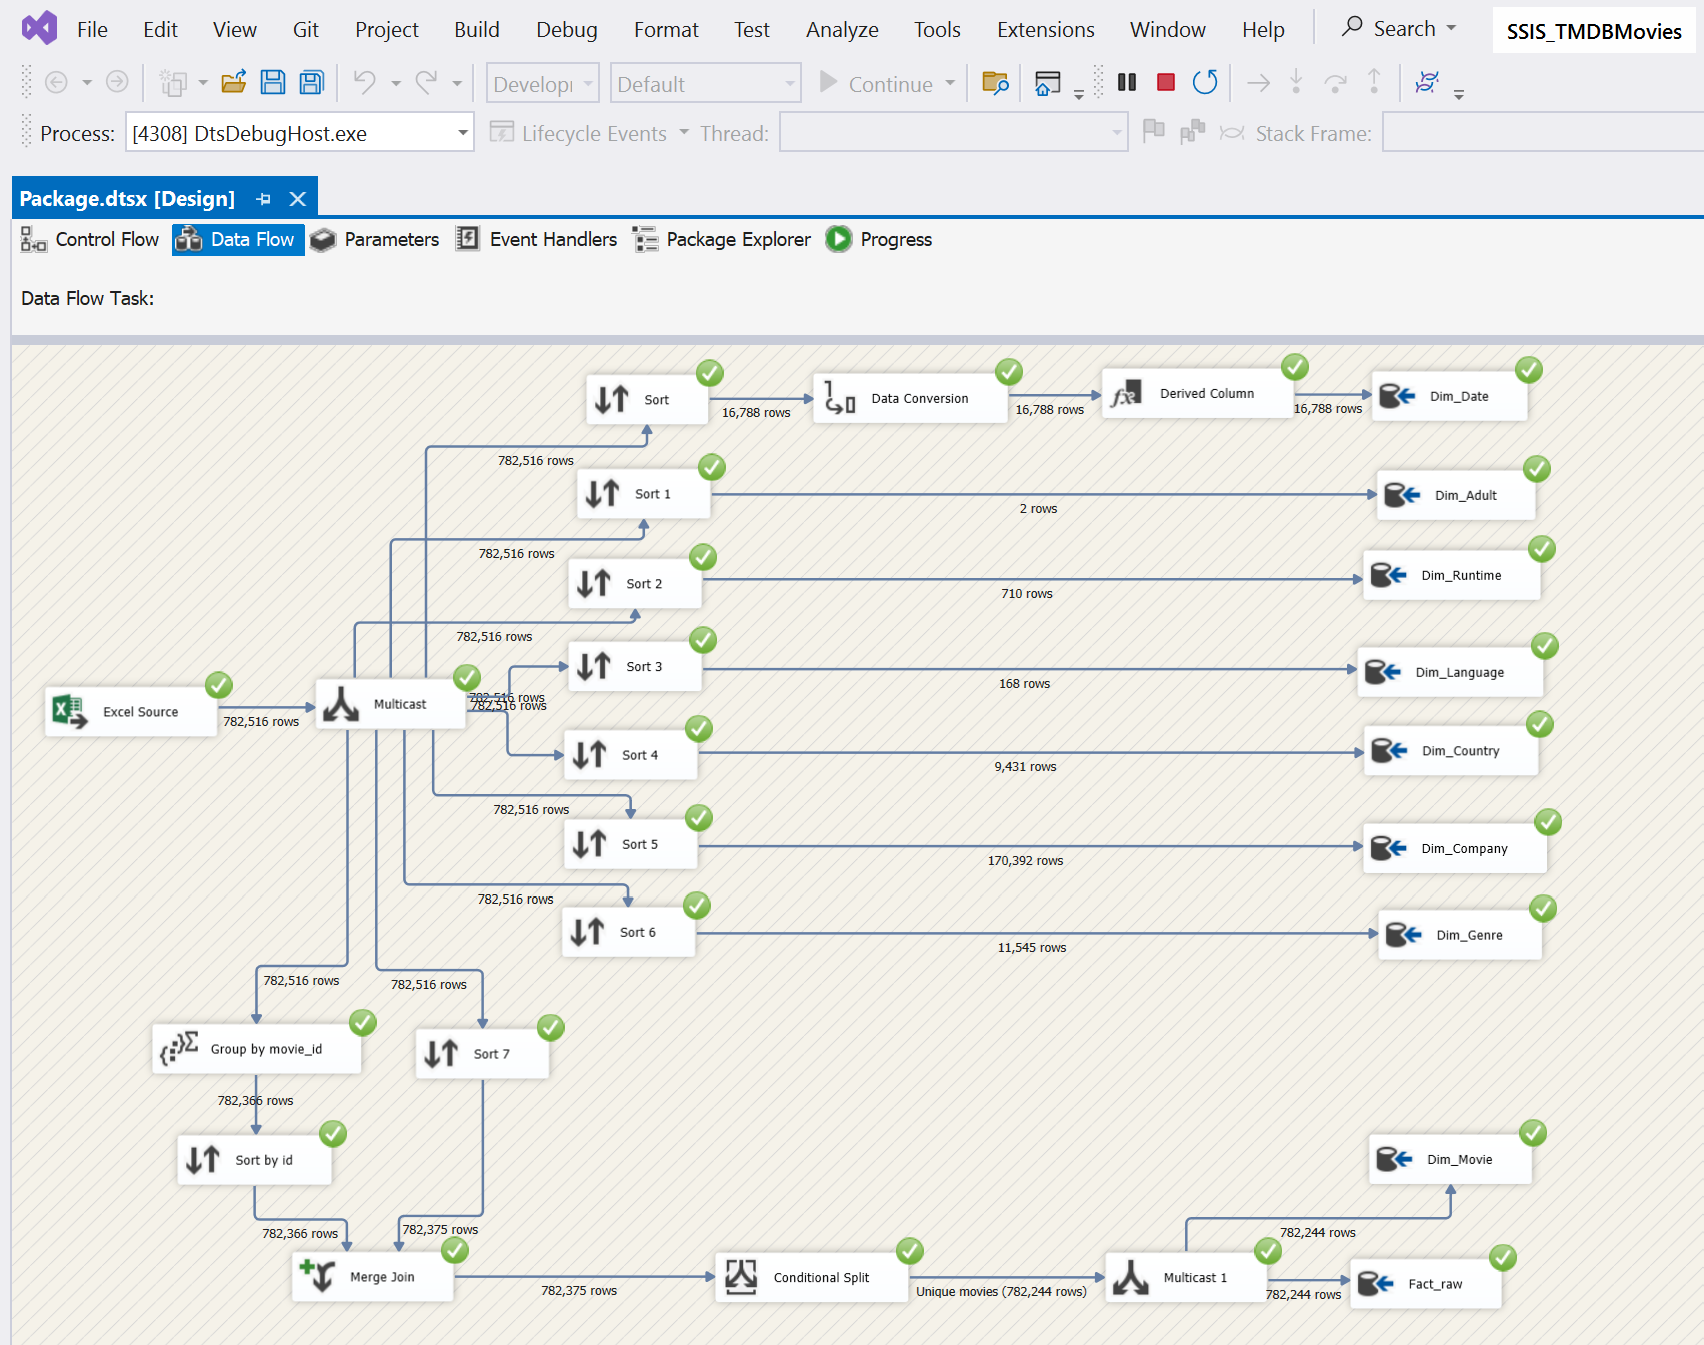 File Edit View Git Project Build Debug Format Test Analyze Tools Extensions Window Help Search SSIS_TMDBMovies
Developı Default Continue
Process: [4308] DtsDebugHost.exe Lifecycle Events Thread: Stack Frame:
Package.dtsx [Design]
Control Flow Data Flow Parameters Event Handlers Package Explorer Progress
Data Flow Task:
Sort 16,788 rows Data Conversion 16,788 rows Derived Column 16,788 rows Dim_Date
782,516 rows
Sort 1 2 rows Dim_Adult
782,516 rows
Sort 2 710 rows Dim_Runtime
782,516 rows
Sort 3 168 rows Dim_Language
782,516 rows
Excel Source 782,516 rows Multicast 782,516 rows
Sort 4 9,431 rows Dim_Country
782,516 rows
Sort 5 170,392 rows Dim_Company
782,516 rows
Sort 6 11,545 rows Dim_Genre
782,516 rows 782,516 rows
Group by movie_id Sort 7
782,366 rows
Sort by id Dim_Movie
782,366 rows 782,375 rows 782,244 rows
Merge Join 782,375 rows Conditional Split Unique movies (782,244 rows) Multicast 1 782,244 rows Fact_raw